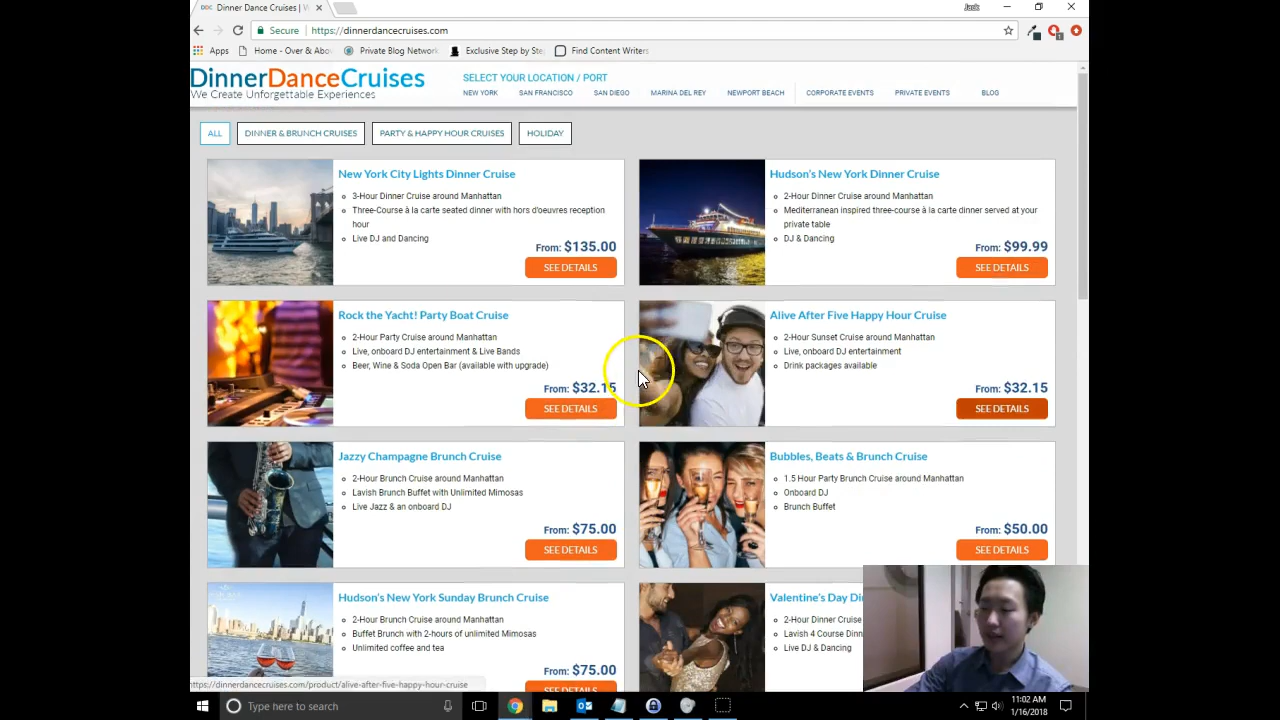 Dinner Dance Cruises | W
Jack
Secure
https://dinnerdancecruises.com
Apps
Home - Over & Abo
Private Blog Network
Exclusive Step by Ste
Find Content Writers
DinnerDanceCruises
We Create Unforgettable Experiences
SELECT YOUR LOCATION / PORT
NEW YORK SAN FRANCISCO SAN DIEGO MARINA DEL REY NEWPORT BEACH CORPORATE EVENTS PRIVATE EVENTS BLOG
ALL DINNER & BRUNCH CRUISES PARTY & HAPPY HOUR CRUISES HOLIDAY
New York City Lights Dinner Cruise
3-Hour Dinner Cruise around Manhattan
Three-Course à la carte seated dinner with hors d'oeuvres reception
hour
Live DJ and Dancing
From: $135.00
SEE DETAILS
Hudson's New York Dinner Cruise
2-Hour Dinner Cruise around Manhattan
Mediterranean inspired three-course à la carte dinner served at your
private table
DJ & Dancing
From: $99.99
SEE DETAILS
Rock the Yacht! Party Boat Cruise
2-Hour Party Cruise around Manhattan
Live, onboard DJ entertainment & Live Bands
Beer, Wine & Soda Open Bar (available with upgrade)
From: $32.15
SEE DETAILS
Alive After Five Happy Hour Cruise
2-Hour Sunset Cruise around Manhattan
Live, onboard DJ entertainment
Drink packages available
From: $32.15
SEE DETAILS
Jazzy Champagne Brunch Cruise
2-Hour Brunch Cruise around Manhattan
Lavish Brunch Buffet with Unlimited Mimosas
Live Jazz & an onboard DJ
From: $75.00
SEE DETAILS
Bubbles, Beats & Brunch Cruise
1.5 Hour Party Brunch Cruise around Manhattan
Onboard DJ
Brunch Buffet
From: $50.00
SEE DETAILS
Hudson's New York Sunday Brunch Cruise
2-Hour Brunch Cruise around Manhattan
Buffet Brunch with 2-hours of unlimited Mimosas
Unlimited coffee and tea
From: $75.00
SEE DETAILS
Valentine's Day Di
2-Hour Dinner Cruise
Lavish 4 Course Dinn
Live DJ & Dancing
https://dinnerdancecruises.com/product/alive-after-five-happy-hour-cruise
Type here to search
11:02 AM
1/16/2018